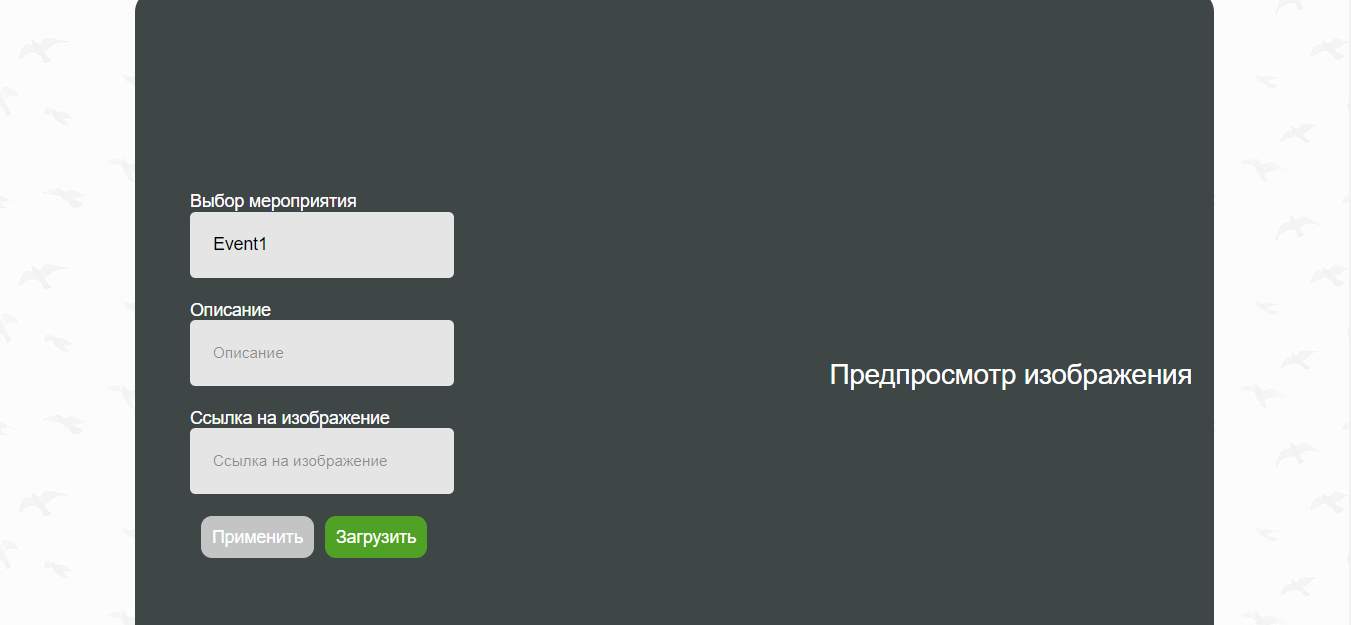 Выбор мероприятия
Event1
Описание
Описание
Ссылка на изображение
Ссылка на изображение
Применить Загрузить
Предпросмотр изображения